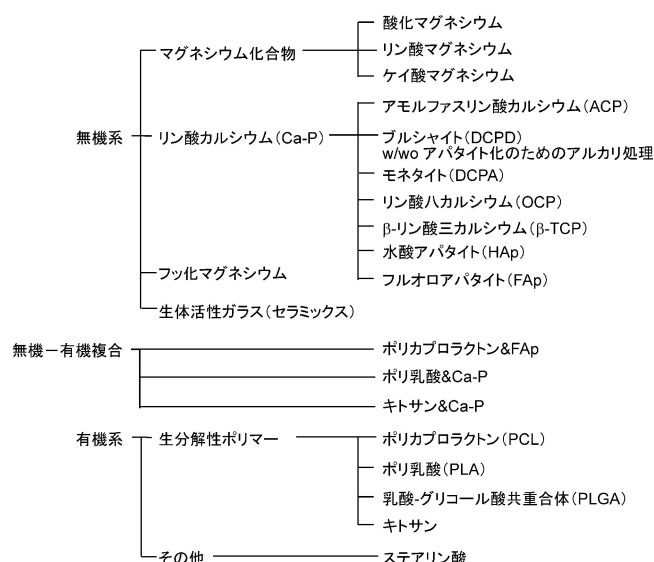 酸化マグネシウム
マグネシウム化合物
リン酸マグネシウム
ケイ酸マグネシウム
アモルファスリン酸カルシウム(ACP)
無機系
リン酸カルシウム(Ca-P)
ブルシャイト(DCPD)
w/wo アパタイト化のためのアルカリ処理
モネタイト(DCPA)
リン酸八カルシウム(OCP)
β-リン酸三カルシウム(β-TCP)
水酸アパタイト(HAp)
フッ化マグネシウム
フルオロアパタイト(FAp)
生体活性ガラス(セラミックス)
無機－有機複合
ポリカプロラクトン&FAp
ポリ乳酸&Ca-P
キトサン&Ca-P
有機系
生分解性ポリマー
ポリカプロラクトン(PCL)
ポリ乳酸(PLA)
乳酸-グリコール酸共重合体(PLGA)
キトサン
その他
ステアリン酸